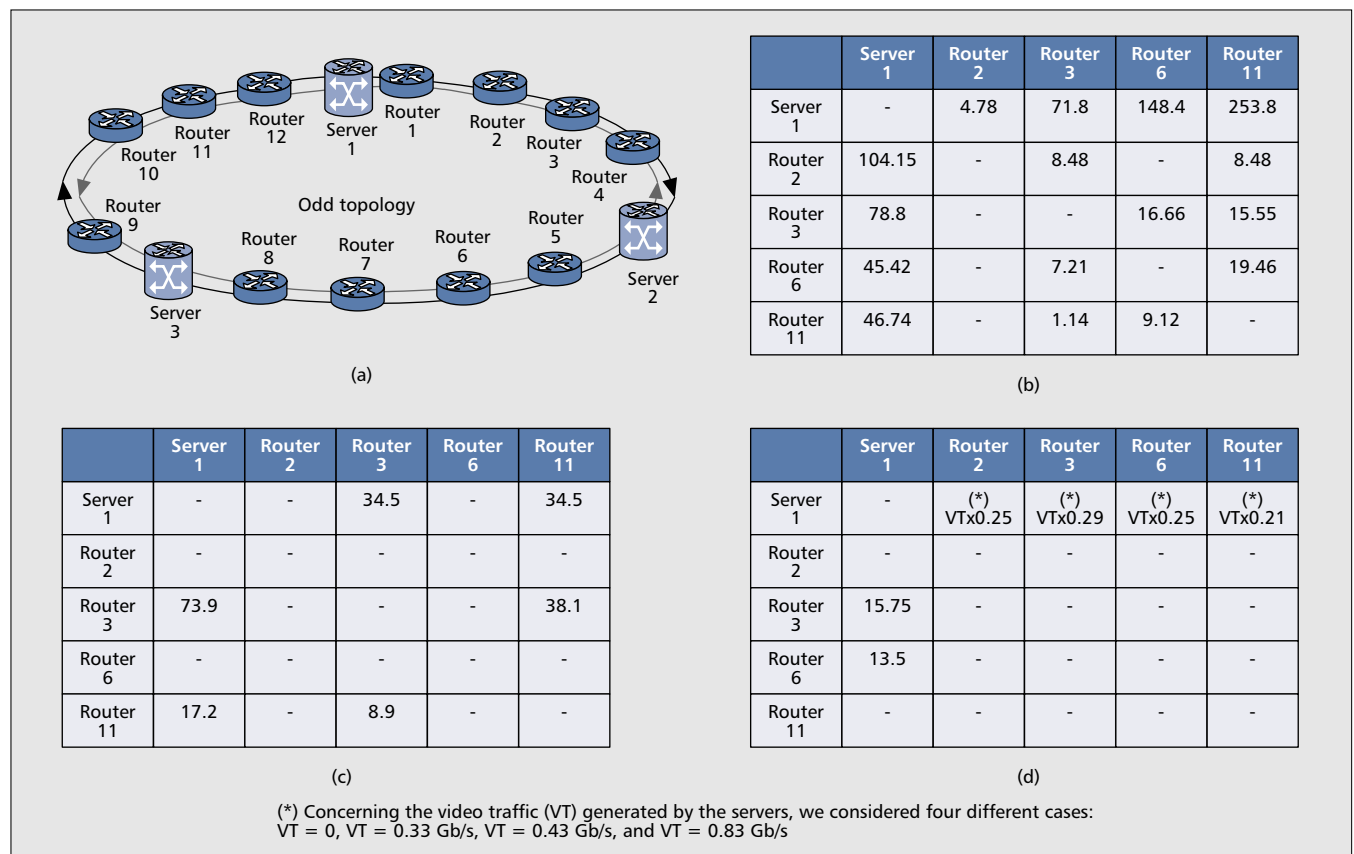 Router 10
Router 11
Router 12
Server 1
Router 1
Router 2
Router 3
Router 4
Router 9
Odd topology
Server 3
Router 8
Router 7
Router 6
Router 5
Server 2
(a)
Server 1 Router 2 Router 3 Router 6 Router 11
Server 1 - 4.78 71.8 148.4 253.8
Router 2 104.15 - 8.48 - 8.48
Router 3 78.8 - - 16.66 15.55
Router 6 45.42 - 7.21 - 19.46
Router 11 46.74 - 1.14 9.12 -
(b)
Server 1 Router 2 Router 3 Router 6 Router 11
Server 1 - - 34.5 - 34.5
Router 2 - - - - -
Router 3 73.9 - - - 38.1
Router 6 - - - - -
Router 11 17.2 - 8.9 - -
(c)
Server 1 Router 2 Router 3 Router 6 Router 11
Server 1 - (*) VTx0.25 (*) VTx0.29 (*) VTx0.25 (*) VTx0.21
Router 2 - - - - -
Router 3 15.75 - - - -
Router 6 13.5 - - - -
Router 11 - - - - -
(d)
(*) Concerning the video traffic (VT) generated by the servers, we considered four different cases:
VT = 0, VT = 0.33 Gb/s, VT = 0.43 Gb/s, and VT = 0.83 Gb/s